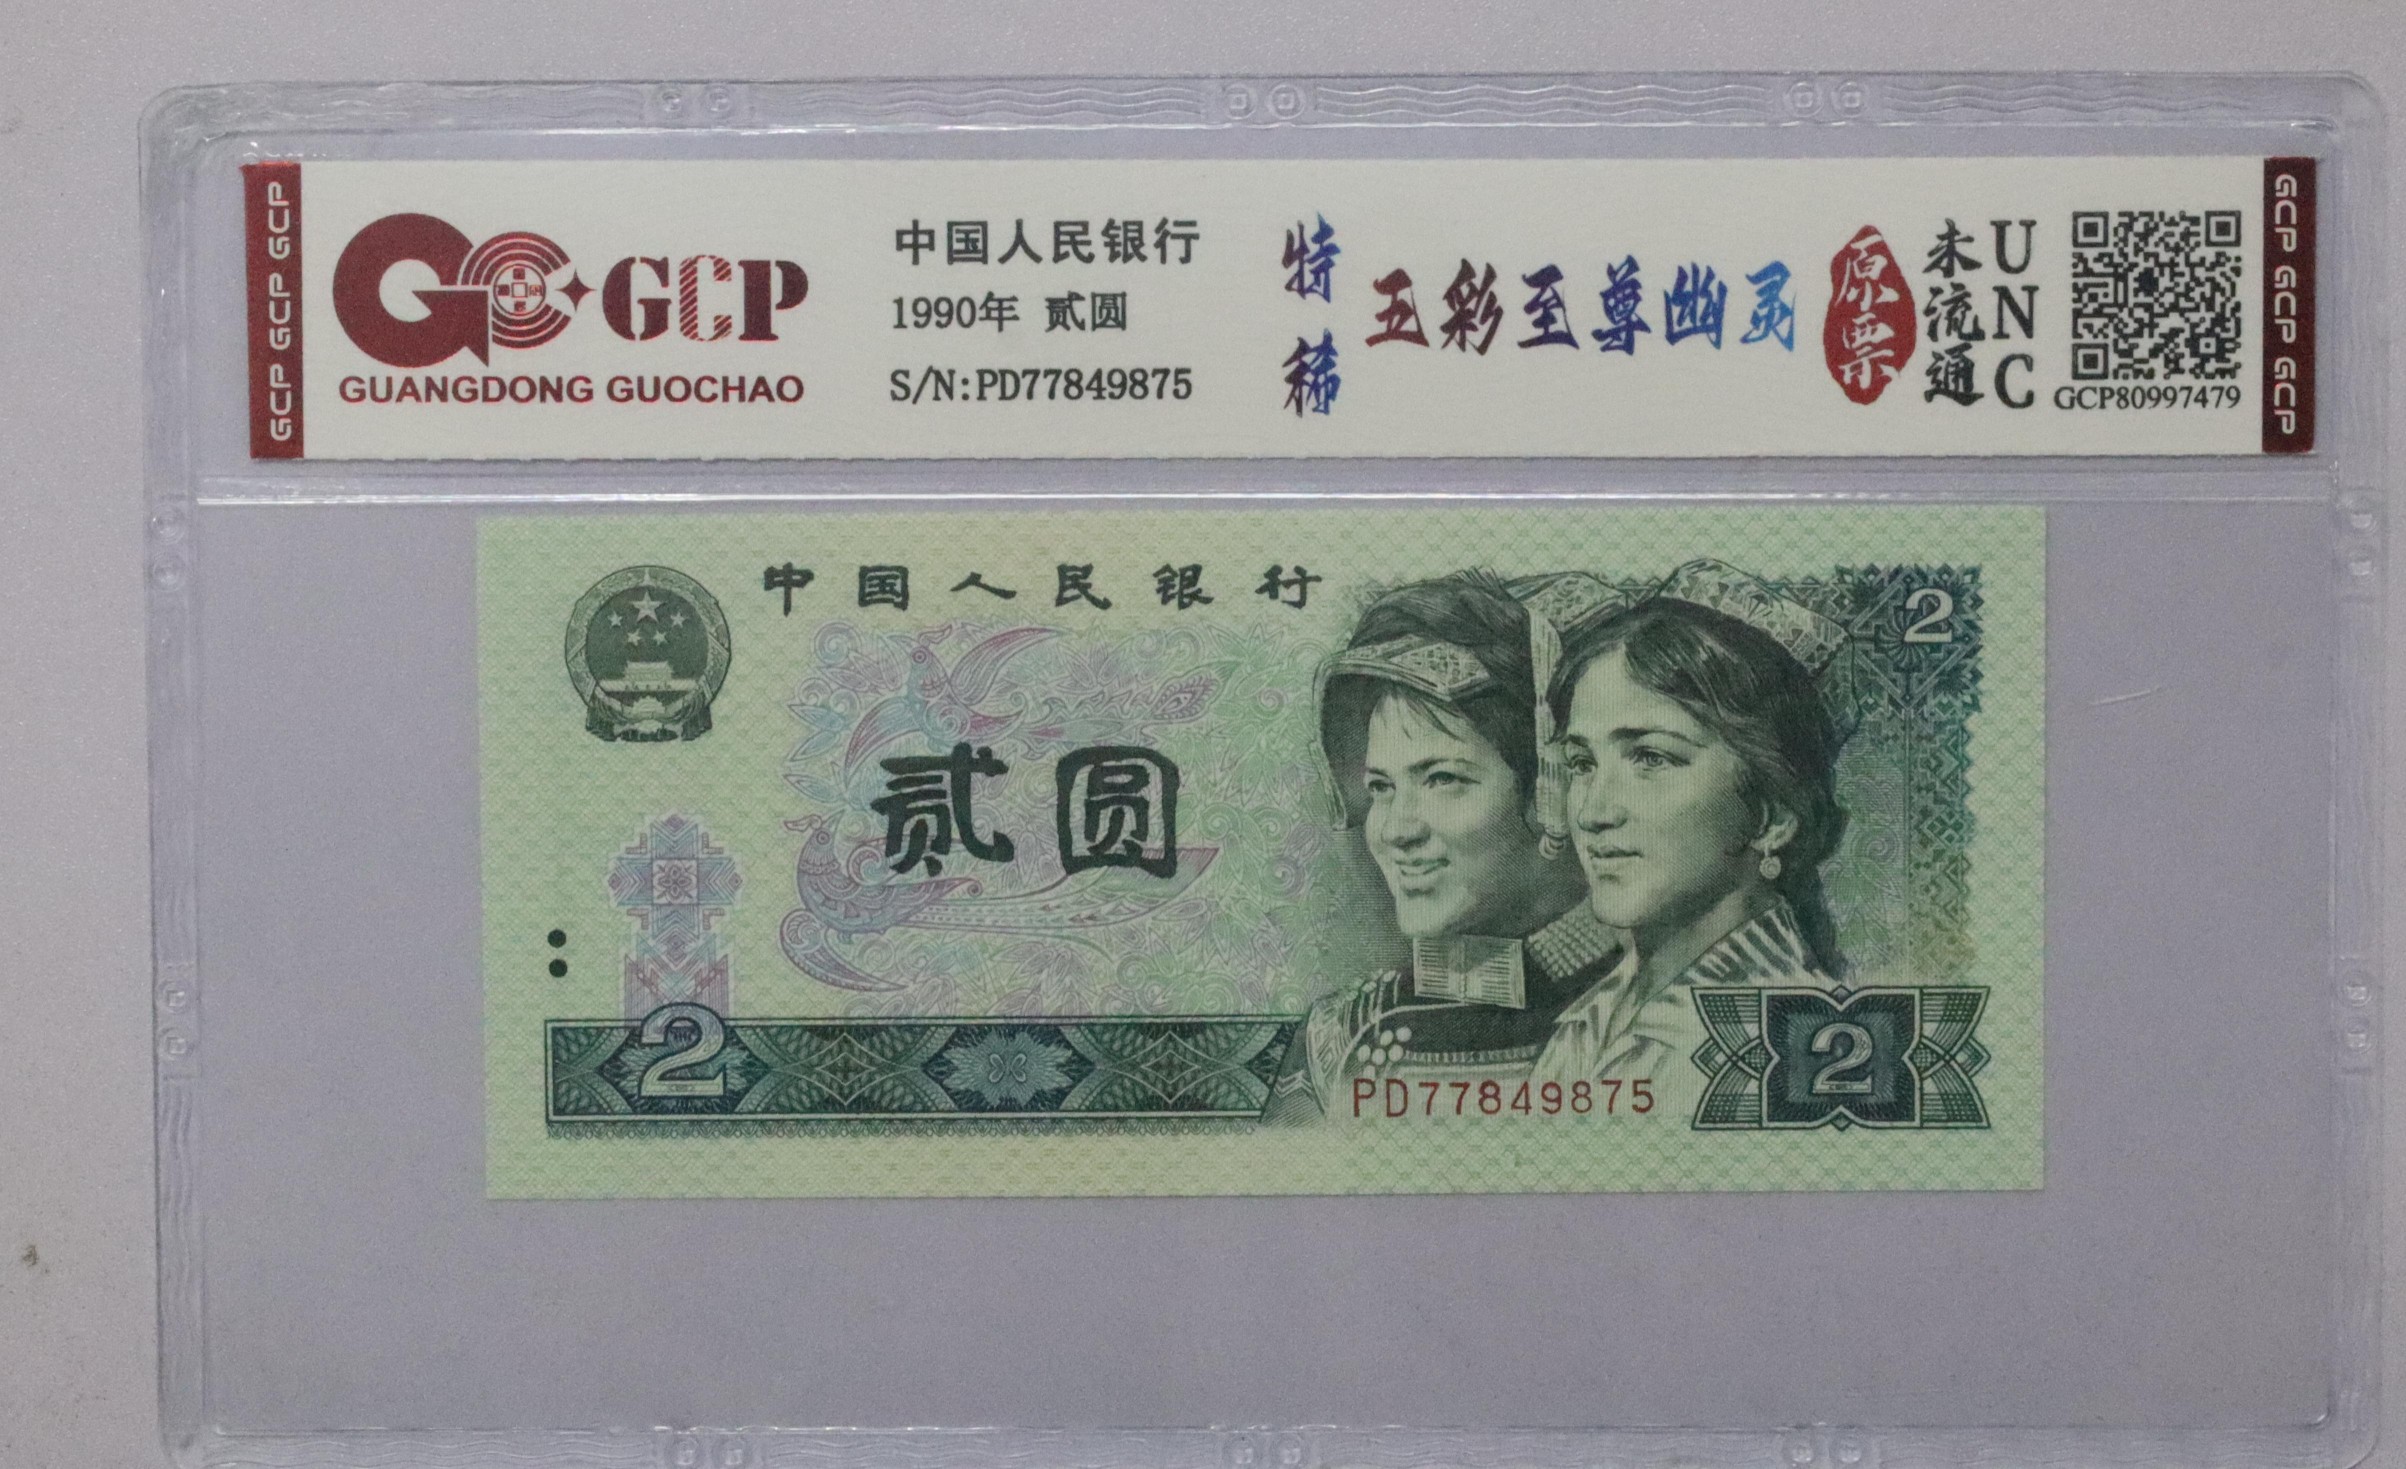 GCP GCP GCP
GCP
GUANGDONG GUOCHAO
中国人民银行
1990年 贰圆
S/N:PD77849875
特稀
五彩至尊幽灵
原票
未流通
UNC
GCP80997479
GCP GCP GCP
中国人民银行
2
贰圆
2
PD77849875
2